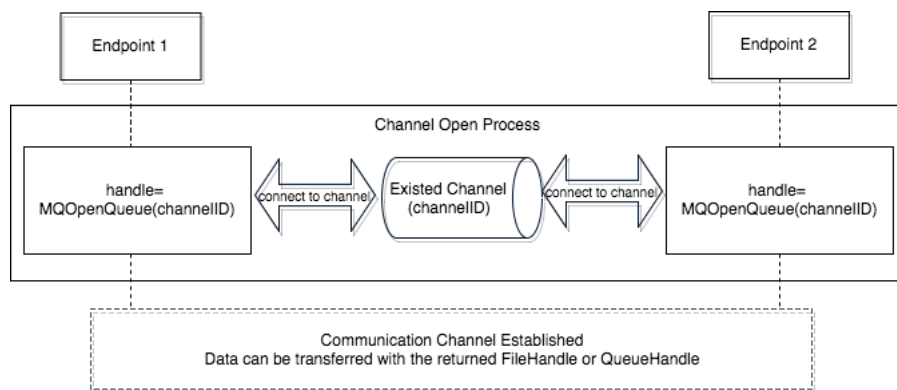 Endpoint 1
Endpoint 2
Channel Open Process
handle=
MQOpenQueue(channelID)
connect to channel
Existed Channel
(channelID)
connect to channel
handle=
MQOpenQueue(channelID)
Communication Channel Established
Data can be transferred with the returned FileHandle or QueueHandle